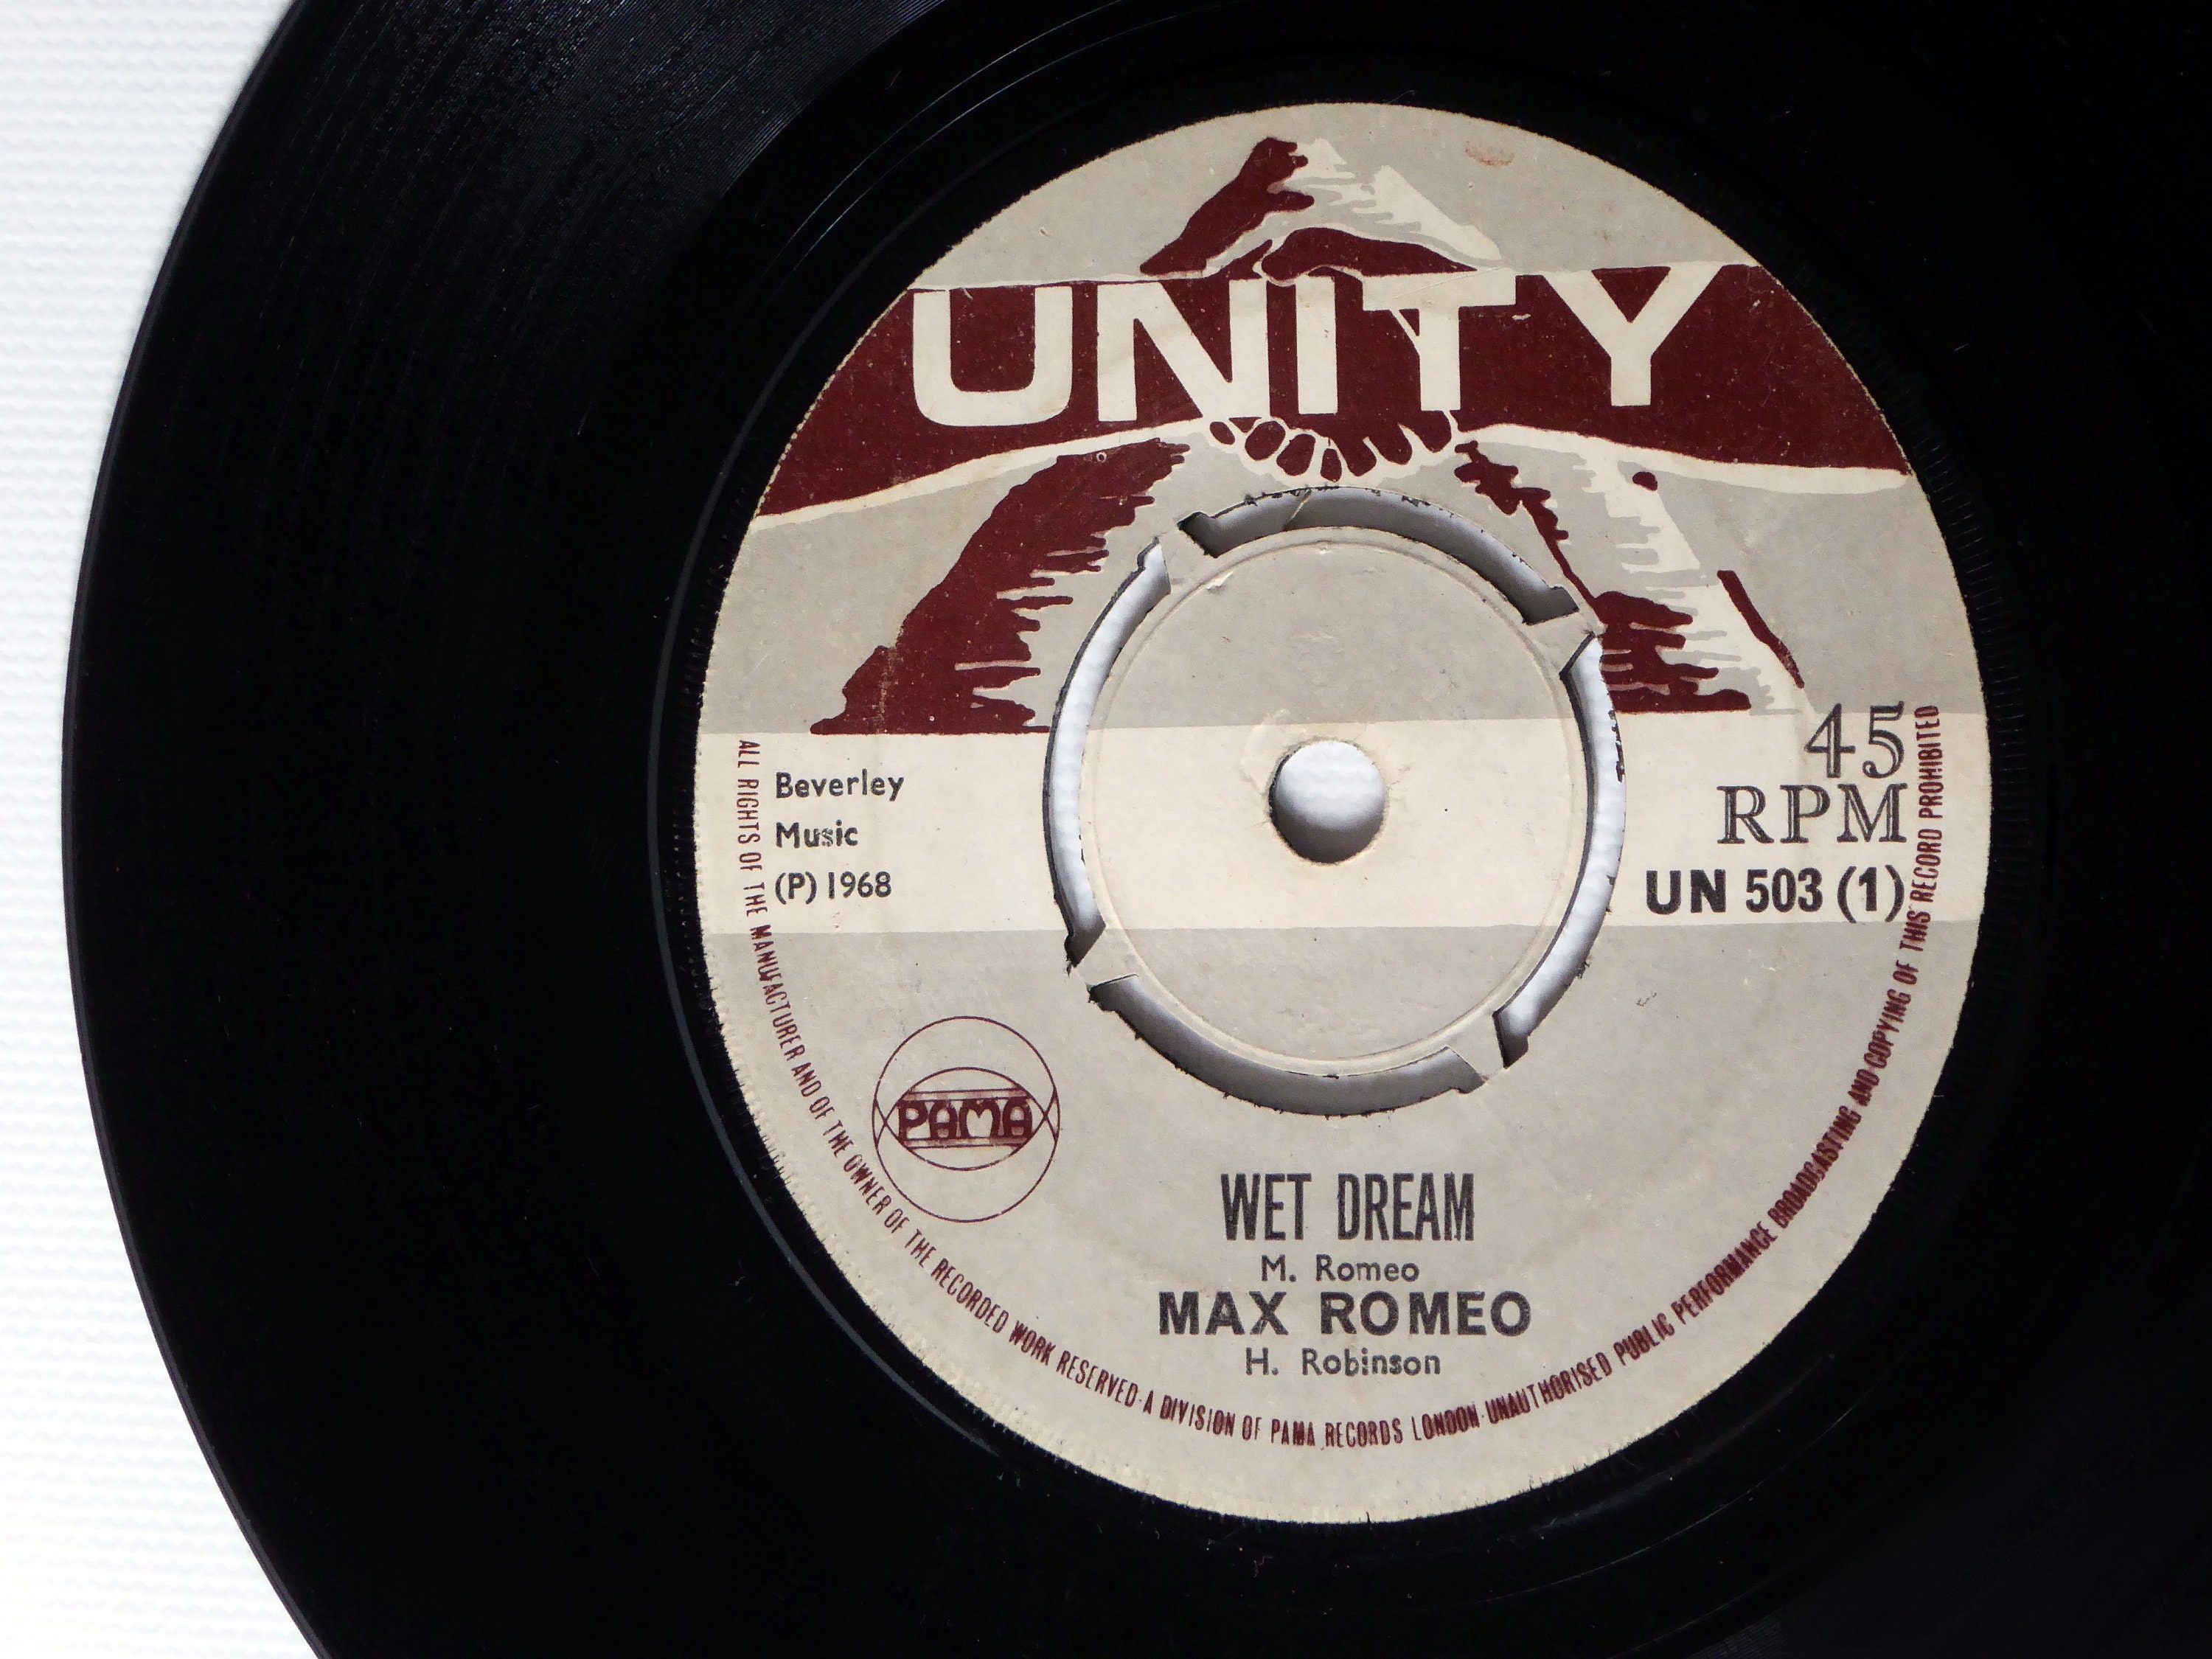 UNITY
45
RPM
UN 503 (1)
Beverley
Music
(P) 1968
PAMA
WET DREAM
M. Romeo
MAX ROMEO
H. Robinson
ALL RIGHTS OF THE MANUFACTURER AND OF THE OWNER OF THE RECORDED WORK RESERVED·A DIVISION OF PAMA RECORDS LONDON·UNAUTHORISED PUBLIC PERFORMANCE BROADCASTING AND COPYING OF THIS RECORD PROHIBITED